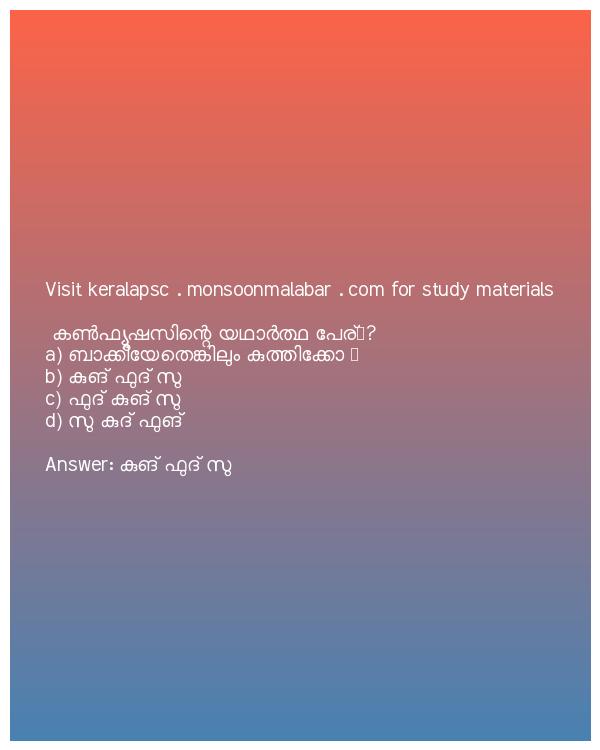 Visit keralapsc . monsoonmalabar . com for study materials
കൺഫ്യൂഷസിന്റെ യഥാർത്ഥ പേര്?
a) ബാക്കിയേതെങ്കിലും കുത്തിക്കോ
b) കുങ് ഫുദ് സു
c) ഫുദ് കുങ് സു
d) സു കുദ് ഫുങ്
Answer: കുങ് ഫുദ് സു